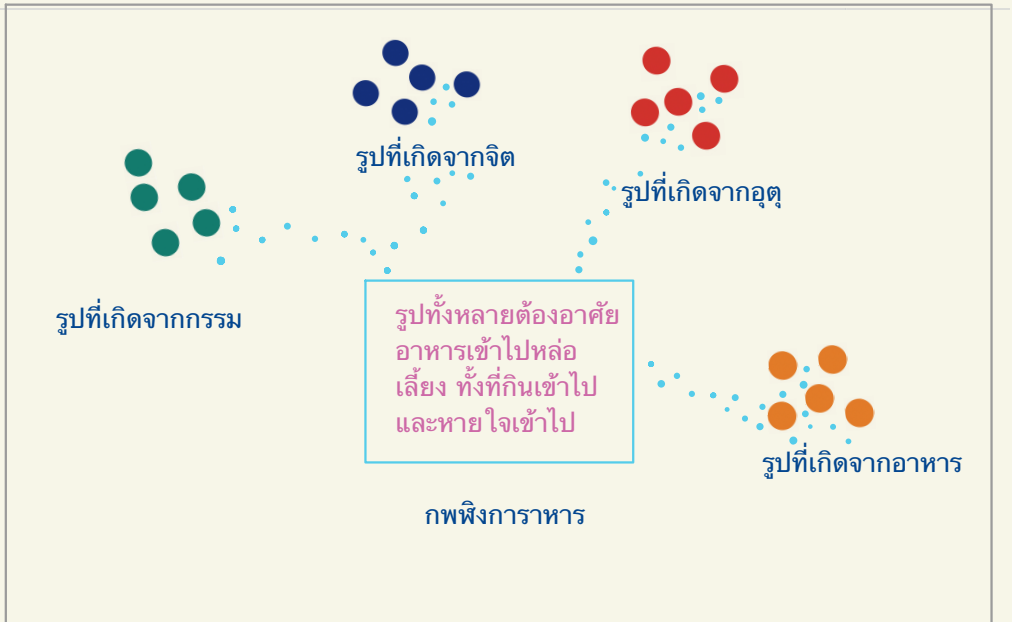 รูปที่เกิดจากจิต
รูปที่เกิดจากอุตุ
รูปที่เกิดจากกรรม
รูปทั้งหลายต้องอาศัย
อาหารเข้าไปหล่อ
เลี้ยง ทั้งที่กินเข้าไป
และหายใจเข้าไป
รูปที่เกิดจากอาหาร
กพฬิงการาหาร